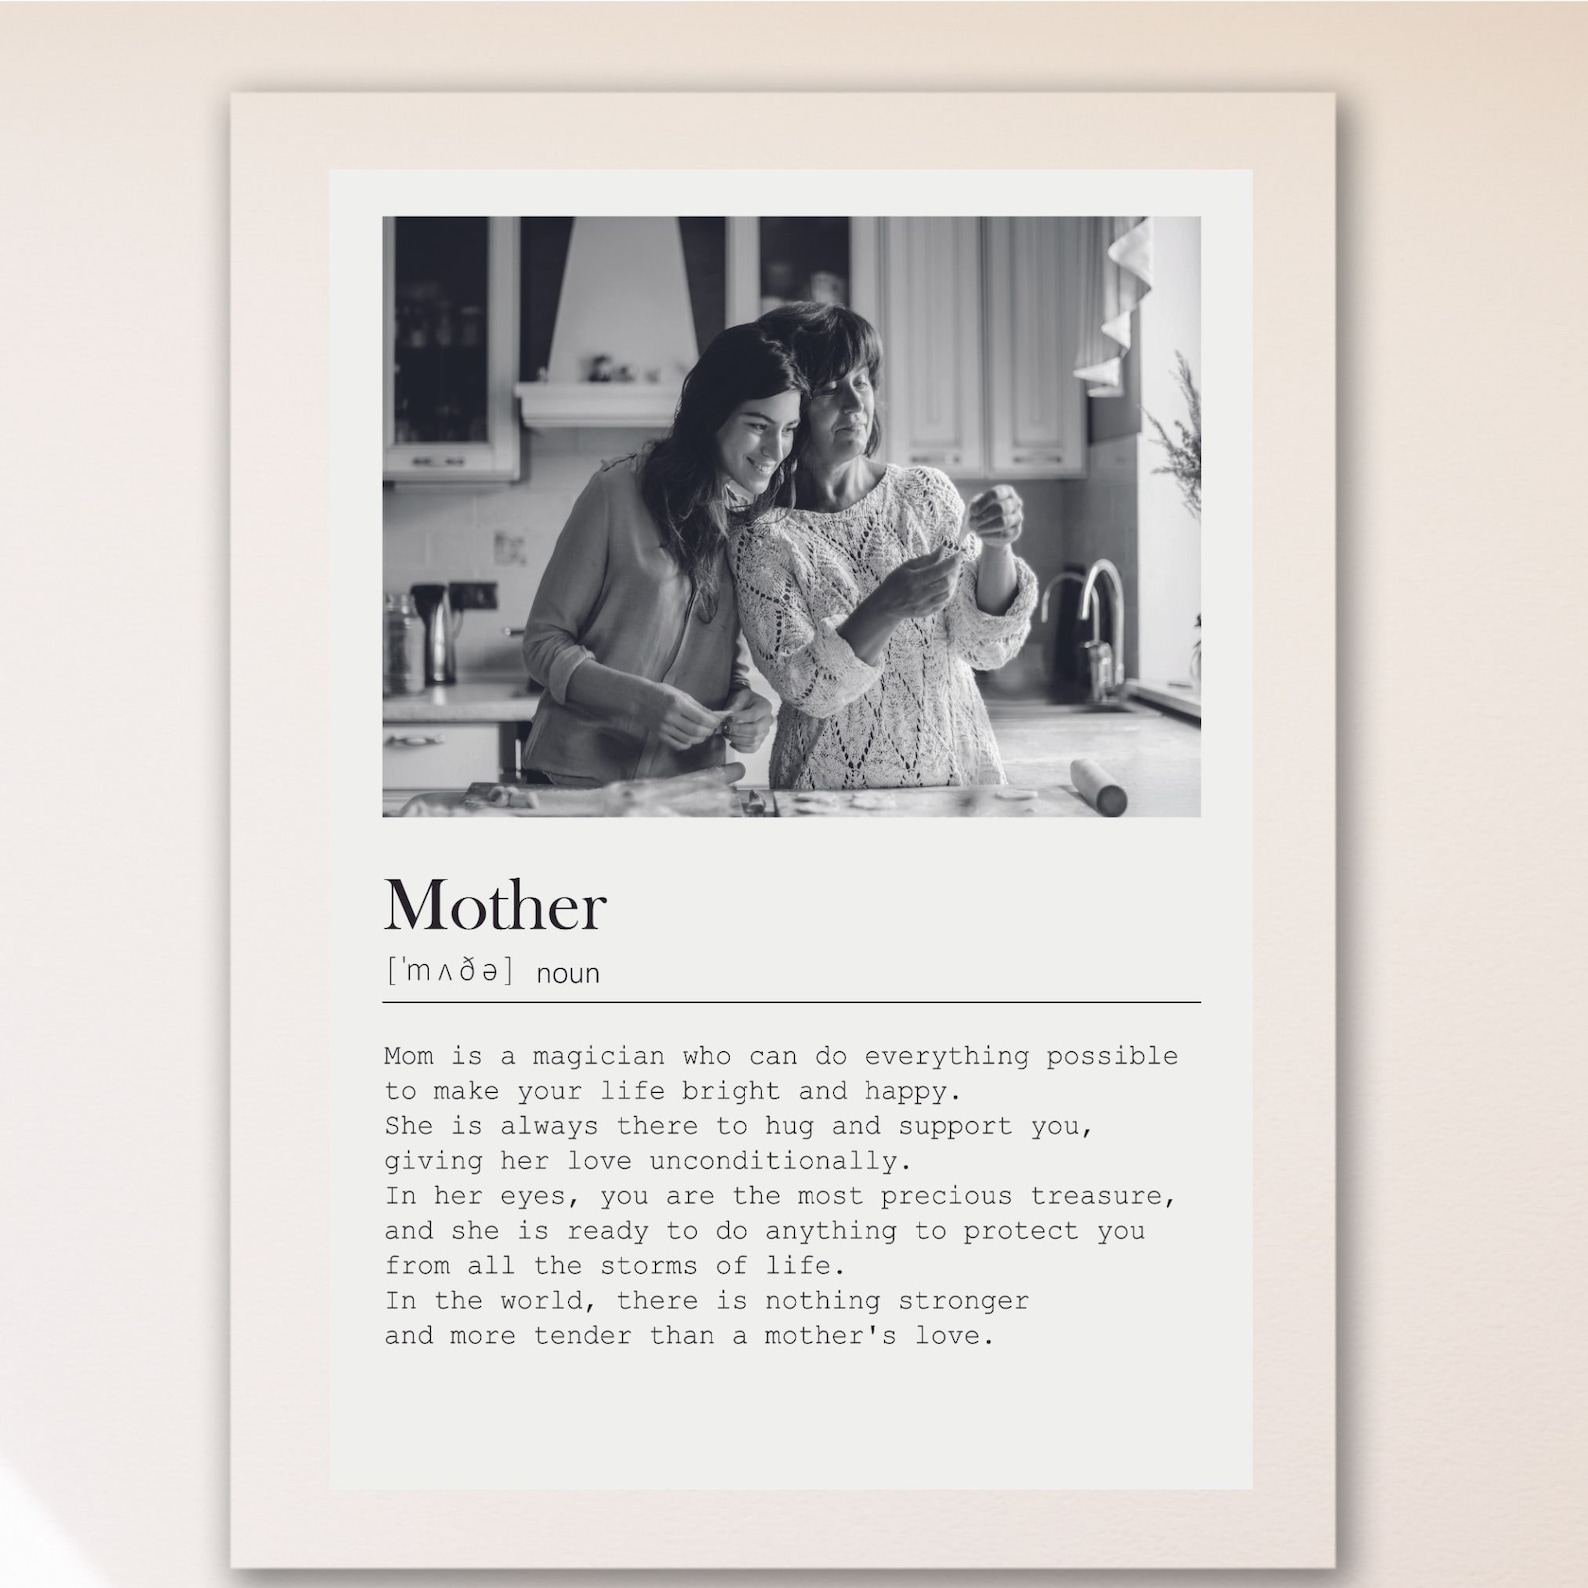 Mother
[ˈmʌðə] noun
Mom is a magician who can do everything possible
to make your life bright and happy.
She is always there to hug and support you,
giving her love unconditionally.
In her eyes, you are the most precious treasure,
and she is ready to do anything to protect you
from all the storms of life.
In the world, there is nothing stronger
and more tender than a mother's love.